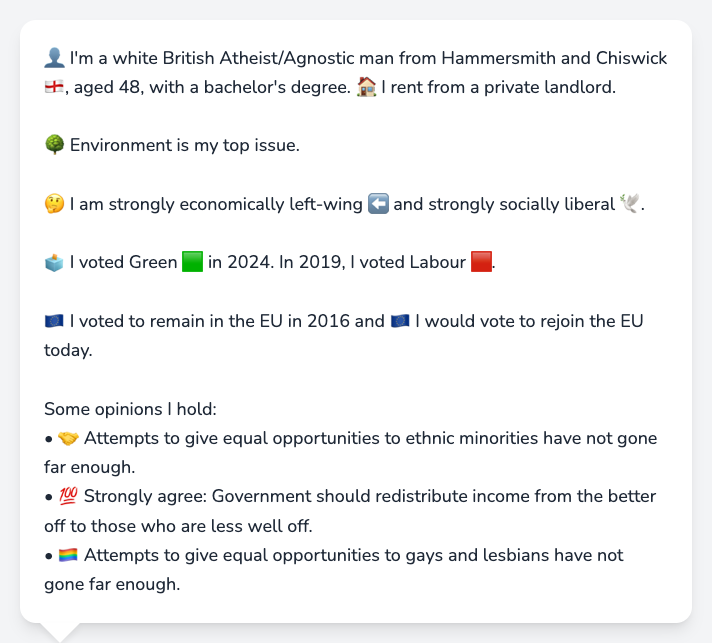 👤 I'm a white British Atheist/Agnostic man from Hammersmith and Chiswick
🏴󠁧󠁢󠁥󠁮󠁧󠁿, aged 48, with a bachelor's degree. 🏠 I rent from a private landlord.
🌳 Environment is my top issue.
🤔 I am strongly economically left-wing ⬅️ and strongly socially liberal 🕊️.
🗳️ I voted Green 🟩 in 2024. In 2019, I voted Labour 🟥.
🇪🇺 I voted to remain in the EU in 2016 and 🇪🇺 I would vote to rejoin the EU
today.
Some opinions I hold:
• 🤝 Attempts to give equal opportunities to ethnic minorities have not gone
far enough.
• 💯 Strongly agree: Government should redistribute income from the better
off to those who are less well off.
• 🏳️‍🌈 Attempts to give equal opportunities to gays and lesbians have not
gone far enough.